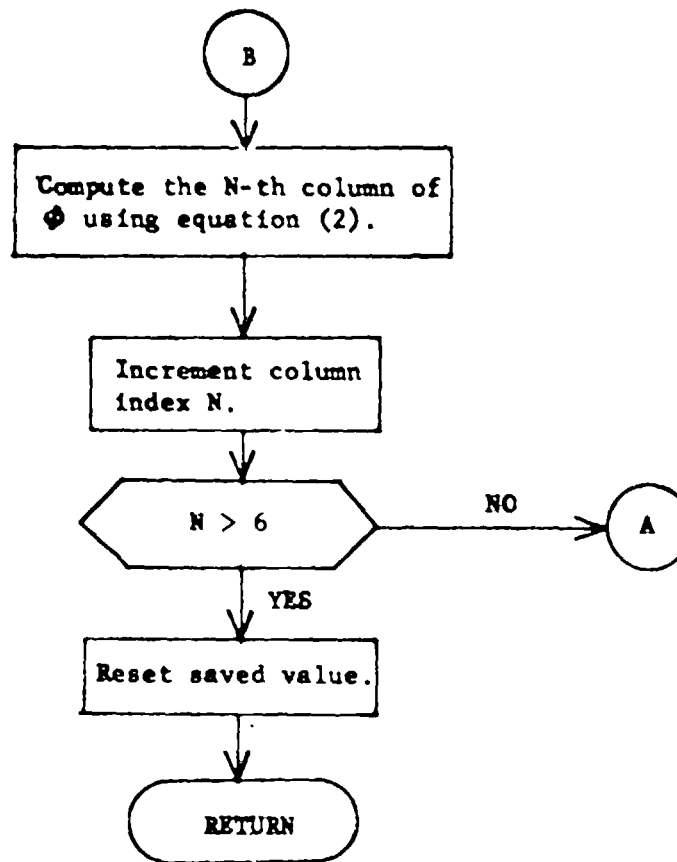 B
Compute the N-th column of
Φ using equation (2).
Increment column
index N.
N > 6
NO
A
YES
Reset saved value.
RETURN